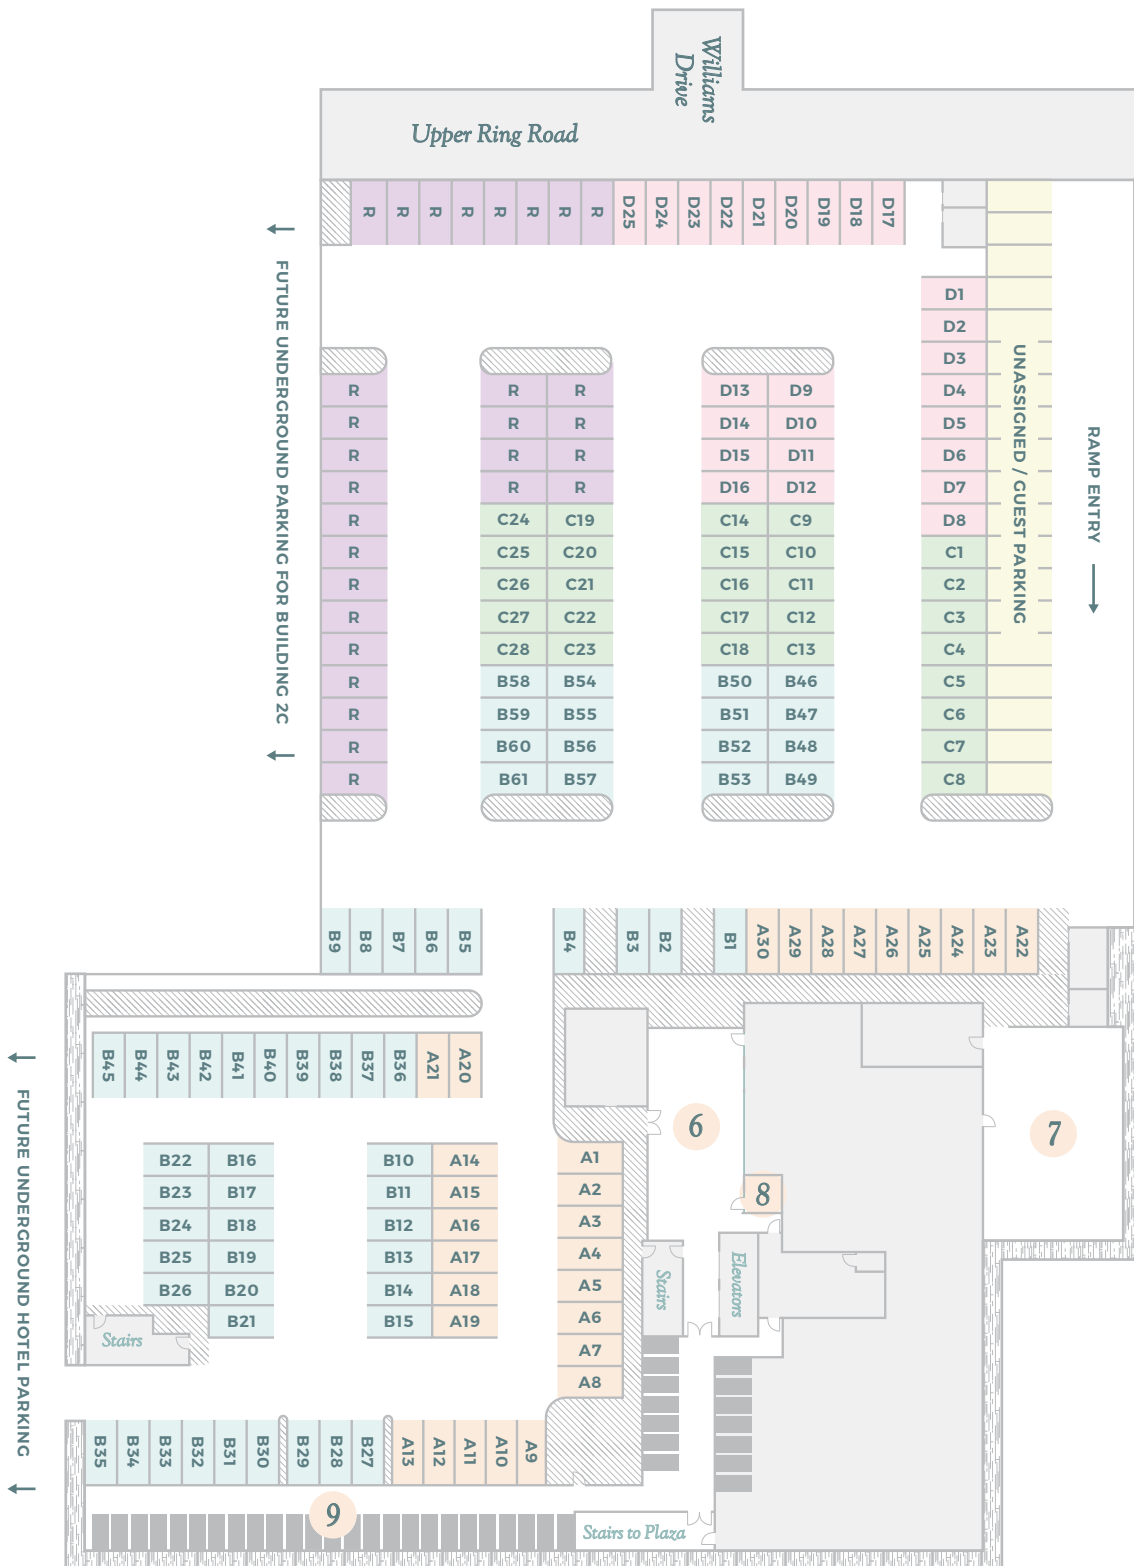 Williams
Drive
Upper Ring Road
R R R R R R R R D25 D24 D23 D22 D21 D20 D19 D18 D17
FUTURE UNDERGROUND PARKING FOR BUILDING 2C
UNASSIGNED / GUEST PARKING
RAMP ENTRY
D1
D2
D3
R R R D13 D9 D4
R R R D14 D10 D5
R R R D15 D11 D6
R R R D16 D12 D7
R C24 C19 C14 C9 D8
R C25 C20 C15 C10 C1
R C26 C21 C16 C11 C2
R C27 C22 C17 C12 C3
R C28 C23 C18 C13 C4
R B58 B54 B50 B46 C5
R B59 B55 B51 B47 C6
R B60 B56 B52 B48 C7
R B61 B57 B53 B49 C8
B9 B8 B7 B6 B5 B4 B3 B2 B1 A30 A29 A28 A27 A26 A25 A24 A23 A22
B45 B44 B43 B42 B41 B40 B39 B38 B37 B36 A21 A20
FUTURE UNDERGROUND HOTEL PARKING
6
7
8
B22 B16 B10 A14 A1
B23 B17 B11 A15 A2
B24 B18 B12 A16 A3
B25 B19 B13 A17 A4
B26 B20 B14 A18 A5
B21 B15 A19 A6
A7
A8
Stairs
Stairs
Elevators
B35 B34 B33 B32 B31 B30 B29 B28 B27 A13 A12 A11 A10 A9
9
Stairs to Plaza